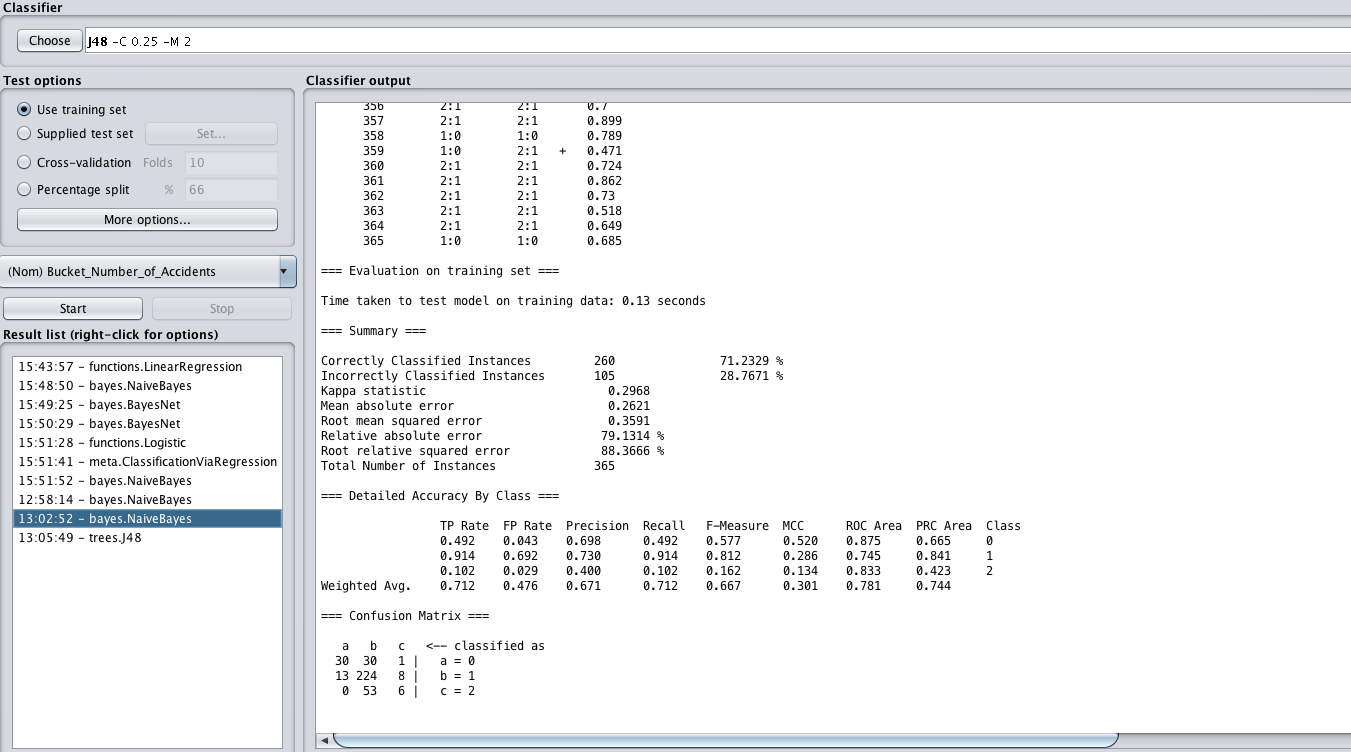 Classifier
Choose J48 -C 0.25 -M 2
Test options
Use training set
Supplied test set Set...
Cross-validation Folds 10
Percentage split % 66
More options...
(Nom) Bucket_Number_of_Accidents
Start Stop
Result list (right-click for options)
15:43:57 - functions.LinearRegression
15:48:50 - bayes.NaiveBayes
15:49:25 - bayes.BayesNet
15:50:29 - bayes.BayesNet
15:51:28 - functions.Logistic
15:51:41 - meta.ClassificationViaRegression
15:51:52 - bayes.NaiveBayes
12:58:14 - bayes.NaiveBayes
13:02:52 - bayes.NaiveBayes
13:05:49 - trees.J48
Classifier output
356 2:1 2:1 0.7
357 2:1 2:1 0.899
358 1:0 1:0 0.789
359 1:0 2:1 + 0.471
360 2:1 2:1 0.724
361 2:1 2:1 0.862
362 2:1 2:1 0.73
363 2:1 2:1 0.518
364 2:1 2:1 0.649
365 1:0 1:0 0.685
=== Evaluation on training set ===
Time taken to test model on training data: 0.13 seconds
=== Summary ===
Correctly Classified Instances 260 71.2329 %
Incorrectly Classified Instances 105 28.7671 %
Kappa statistic 0.2968
Mean absolute error 0.2621
Root mean squared error 0.3591
Relative absolute error 79.1314 %
Root relative squared error 88.3666 %
Total Number of Instances 365
=== Detailed Accuracy By Class ===
TP Rate FP Rate Precision Recall F-Measure MCC ROC Area PRC Area Class
0.492 0.043 0.698 0.492 0.577 0.520 0.875 0.665 0
0.914 0.692 0.730 0.914 0.812 0.286 0.745 0.841 1
0.102 0.029 0.400 0.102 0.162 0.134 0.833 0.423 2
Weighted Avg. 0.712 0.476 0.671 0.712 0.667 0.301 0.781 0.744
=== Confusion Matrix ===
a b c <-- classified as
30 30 1 | a = 0
13 224 8 | b = 1
0 53 6 | c = 2